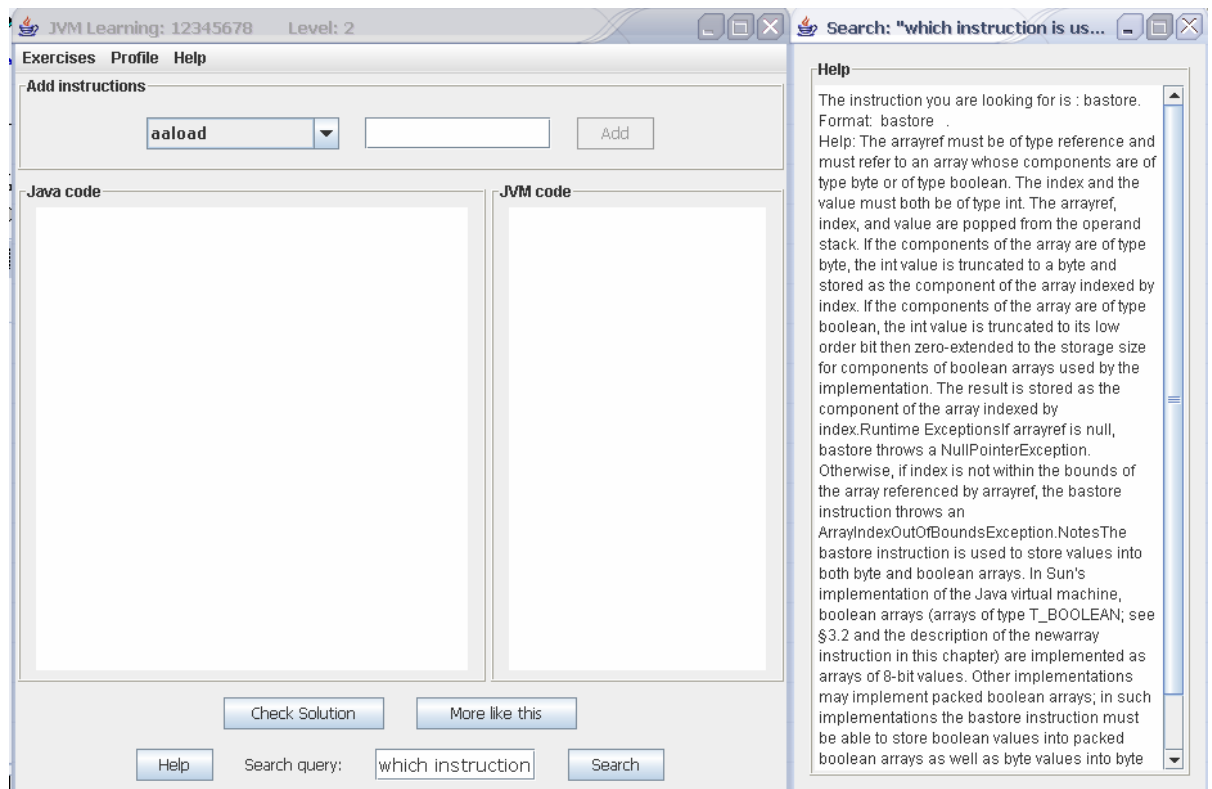 JVM Learning: 12345678 Level: 2
Exercises Profile Help
Add instructions
aaload
Add
Java code
JVM code
Check Solution
More like this
Help
Search query:
which instruction
Search
Search: "which instruction is us...
Help
The instruction you are looking for is : bastore.
Format: bastore .
Help: The arrayref must be of type reference and
must refer to an array whose components are of
type byte or of type boolean. The index and the
value must both be of type int. The arrayref,
index, and value are popped from the operand
stack. If the components of the array are of type
byte, the int value is truncated to a byte and
stored as the component of the array indexed by
index. If the components of the array are of type
boolean, the int value is truncated to its low
order bit then zero-extended to the storage size
for components of boolean arrays used by the
implementation. The result is stored as the
component of the array indexed by
index.Runtime ExceptionsIf arrayref is null,
bastore throws a NullPointerException.
Otherwise, if index is not within the bounds of
the array referenced by arrayref, the bastore
instruction throws an
ArrayIndexOutOfBoundsException.NotesThe
bastore instruction is used to store values into
both byte and boolean arrays. In Sun's
implementation of the Java virtual machine,
boolean arrays (arrays of type T_BOOLEAN; see
§3.2 and the description of the newarray
instruction in this chapter) are implemented as
arrays of 8-bit values. Other implementations
may implement packed boolean arrays; in such
implementations the bastore instruction must
be able to store boolean values into packed
boolean arrays as well as byte values into byte